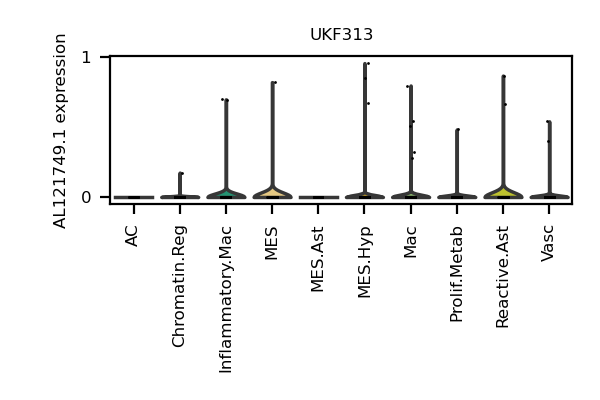 UKF313
AL121749.1 expression
1
0
AC
Chromatin.Reg
Inflammatory.Mac
MES
MES.Ast
MES.Hyp
Mac
Prolif.Metab
Reactive.Ast
Vasc